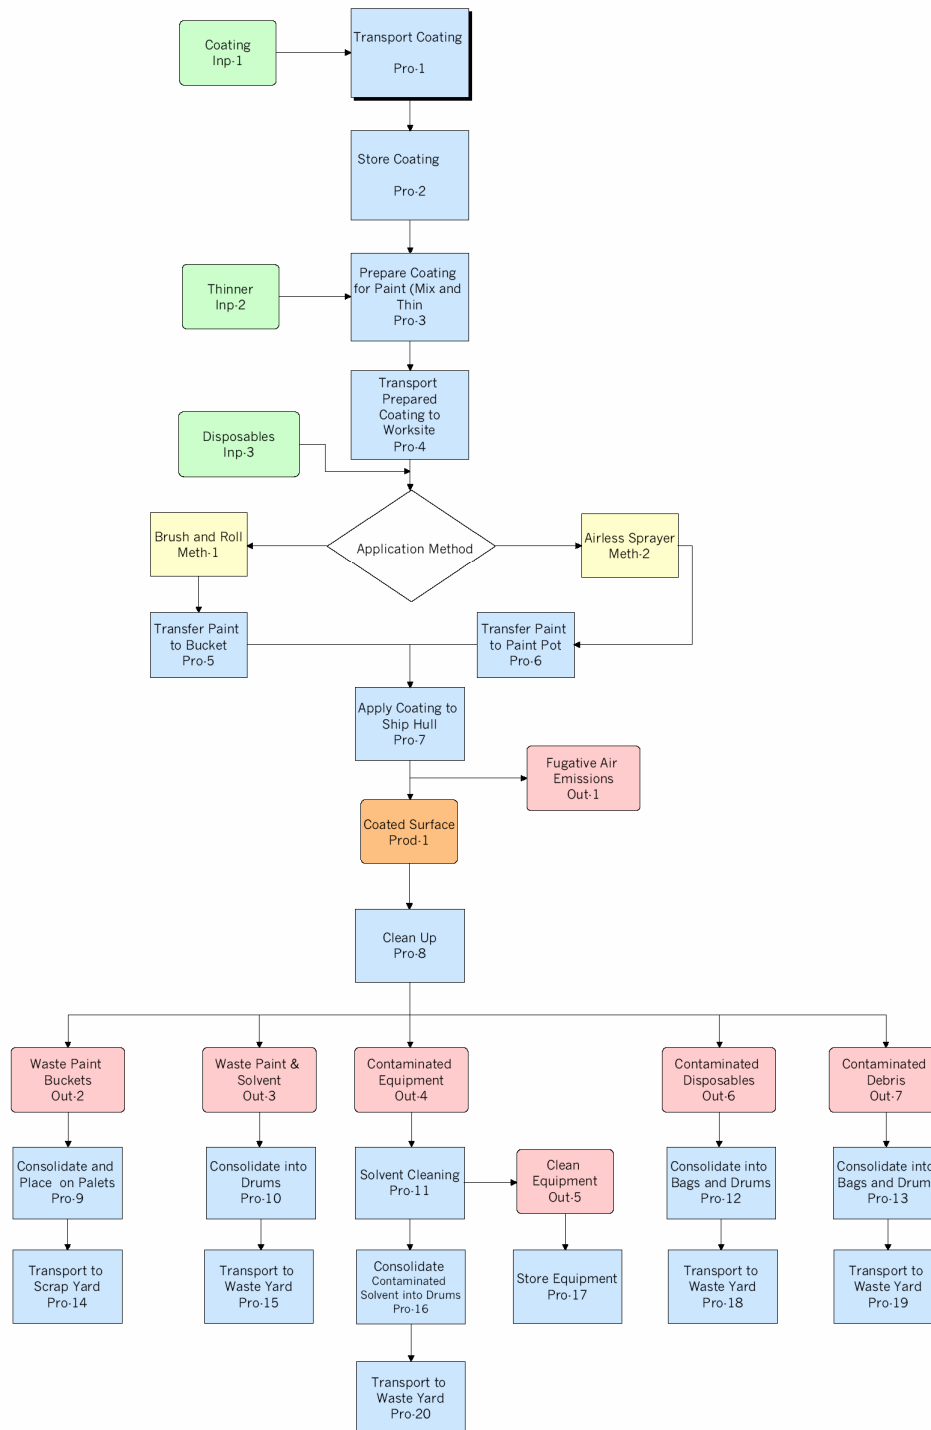 Coating
Inp-1
Transport Coating
Pro-1
Store Coating
Pro-2
Thinner
Inp-2
Prepare Coating
for Paint (Mix and
Thin
Pro-3
Transport
Prepared
Coating to
Worksite
Pro-4
Disposables
Inp-3
Application Method
Brush and Roll
Meth-1
Airless Sprayer
Meth-2
Transfer Paint
to Bucket
Pro-5
Transfer Paint
to Paint Pot
Pro-6
Apply Coating to
Ship Hull
Pro-7
Fugative Air
Emissions
Out-1
Coated Surface
Prod-1
Clean Up
Pro-8
Waste Paint
Buckets
Out-2
Waste Paint &
Solvent
Out-3
Contaminated
Equipment
Out-4
Contaminated
Disposables
Out-6
Contaminated
Debris
Out-7
Consolidate and
Place on Palets
Pro-9
Consolidate into
Drums
Pro-10
Solvent Cleaning
Pro-11
Clean
Equipment
Out-5
Consolidate into
Bags and Drums
Pro-12
Consolidate into
Bags and Drum
Pro-13
Transport to
Scrap Yard
Pro-14
Transport to
Waste Yard
Pro-15
Consolidate
Contaminated
Solvent into Drums
Pro-16
Store Equipment
Pro-17
Transport to
Waste Yard
Pro-18
Transport to
Waste Yard
Pro-19
Transport to
Waste Yard
Pro-20